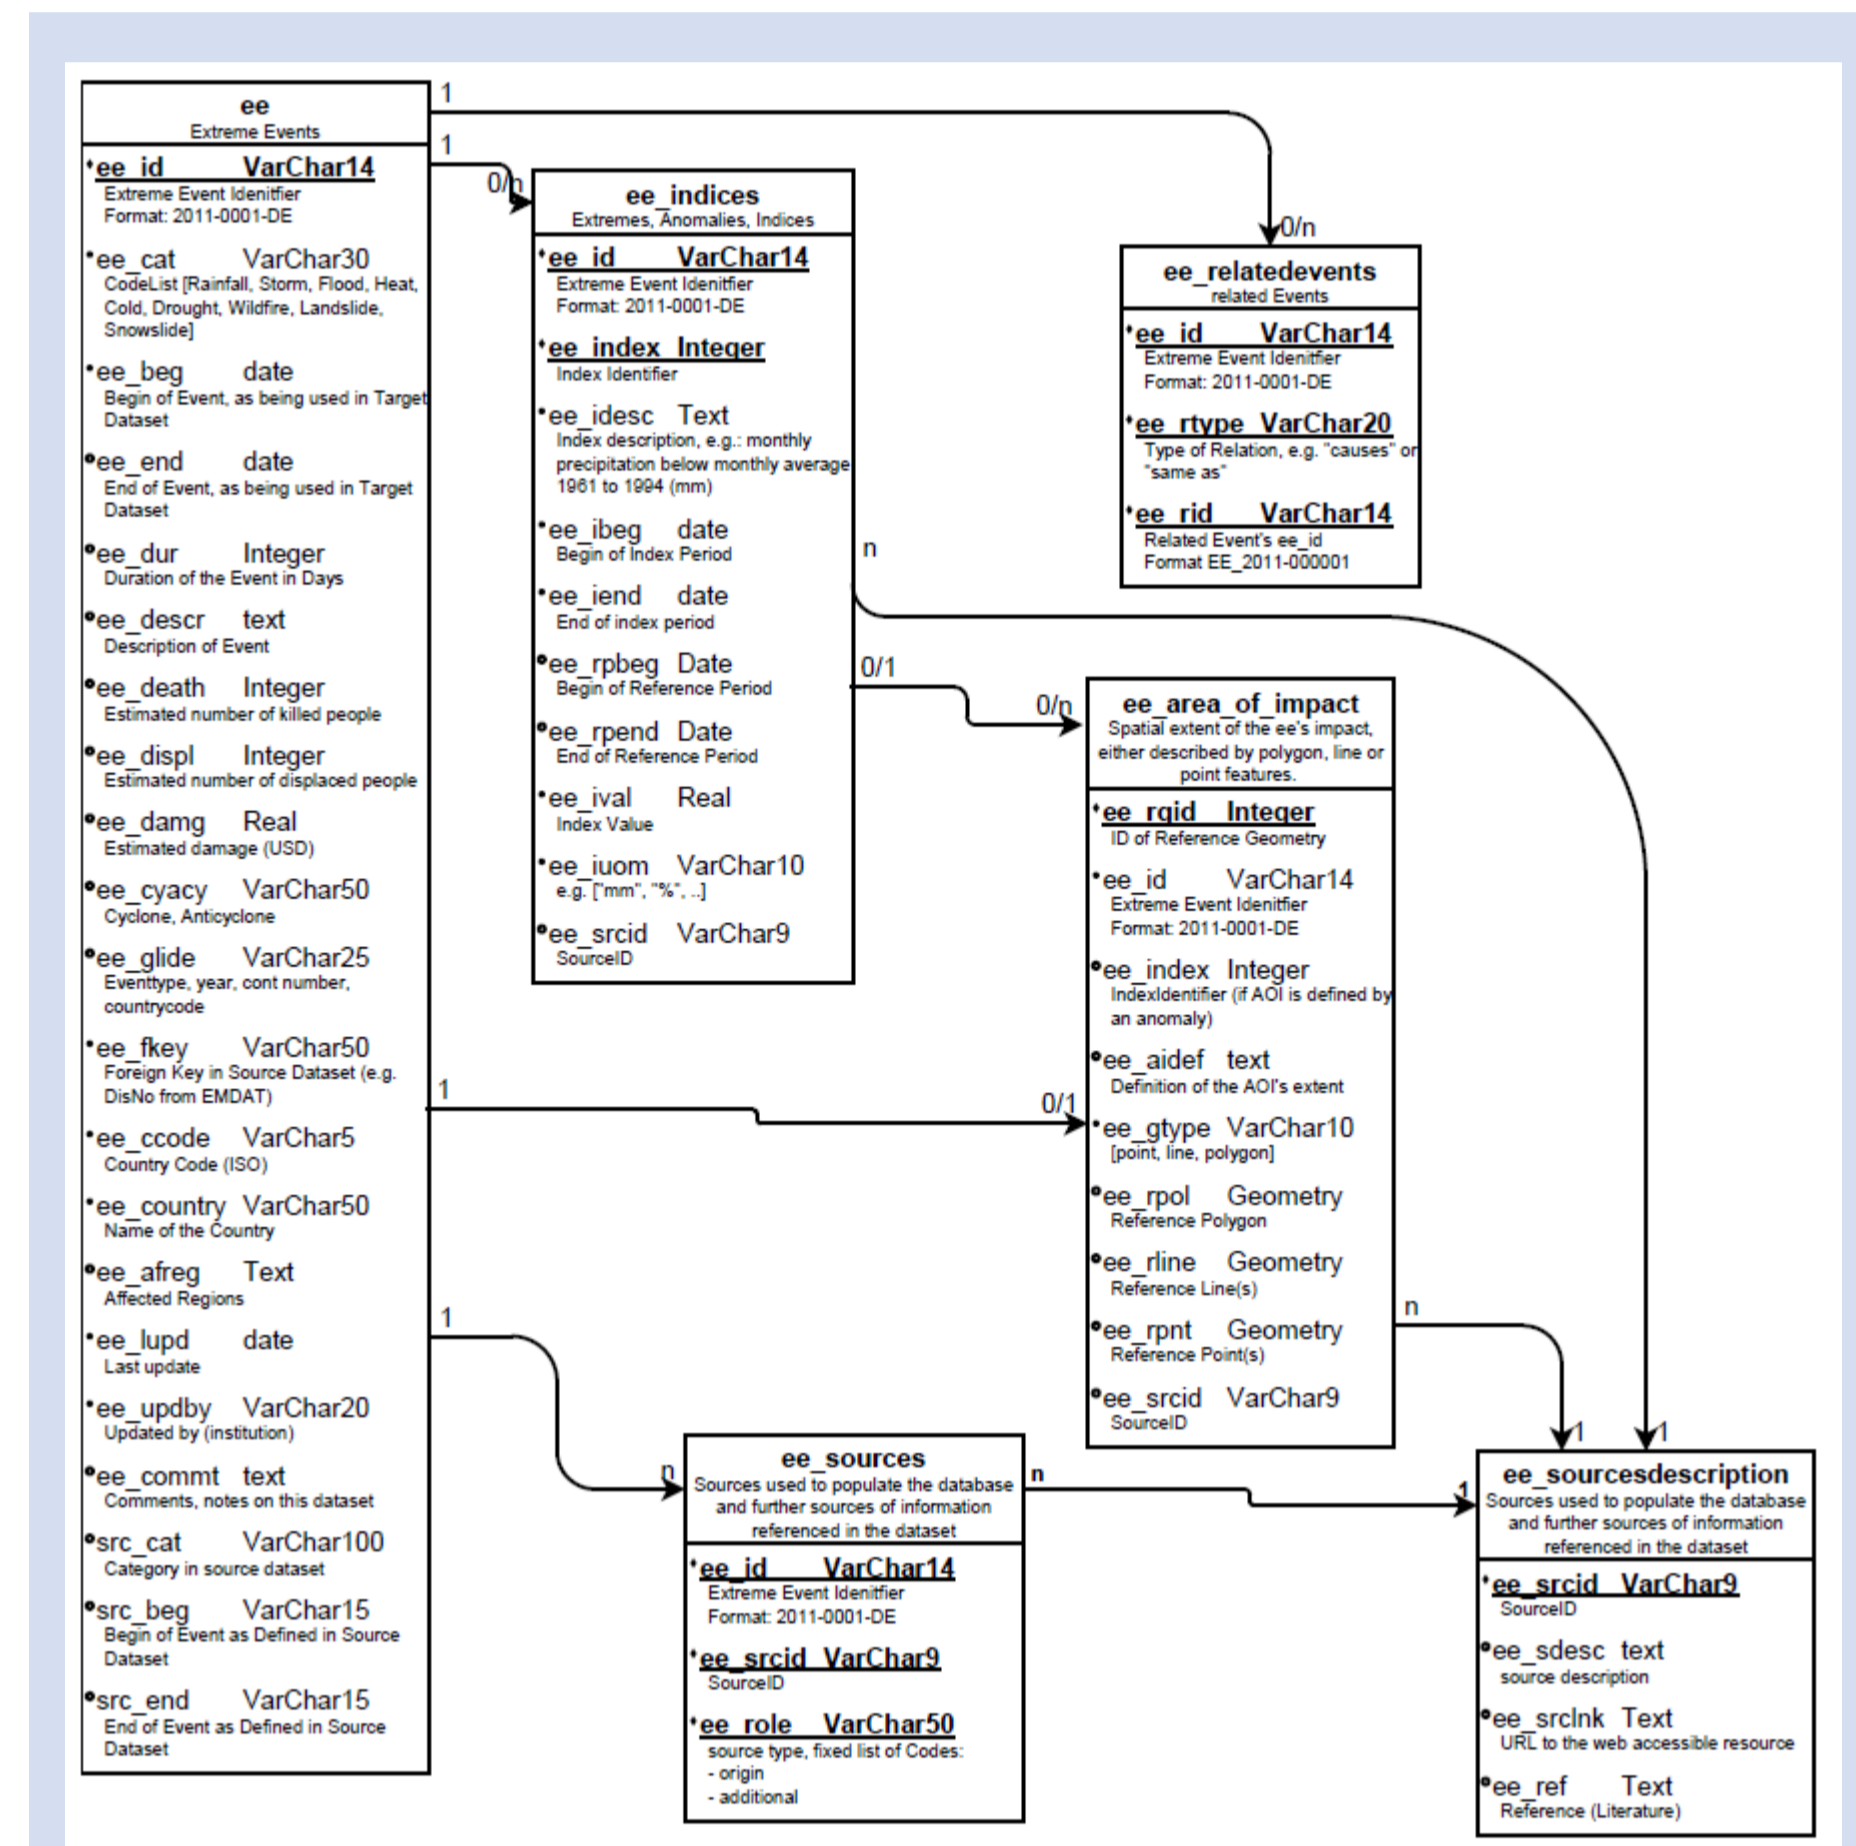 ee
Extreme Events
ee_id VarChar14
Extreme Event Idenitfier
Format: 2011-0001-DE
ee_cat VarChar30
CodeList [Rainfall, Storm, Flood, Heat,
Cold, Drought, Wildfire, Landslide,
Snowslide]
ee_beg date
Begin of Event, as being used in Target
Dataset
ee_end date
End of Event, as being used in Target
Dataset
ee_dur Integer
Duration of the Event in Days
ee_descr text
Description of Event
ee_death Integer
Estimated number of killed people
ee_displ Integer
Estimated number of displaced people
ee_damg Real
Estimated damage (USD)
ee_cyacy VarChar50
Cyclone, Anticyclone
ee_glide VarChar25
Eventtype, year, cont number,
countrycode
ee_fkey VarChar50
Foreign Key in Source Dataset (e.g.
DisNo from EMDAT)
ee_ccode VarChar5
Country Code (ISO)
ee_country VarChar50
Name of the Country
ee_afreg Text
Affected Regions
ee_lupd date
Last update
ee_updby VarChar20
Updated by (institution)
ee_commt text
Comments, notes on this dataset
src_cat VarChar100
Category in source dataset
src_beg VarChar15
Begin of Event as Defined in Source
Dataset
src_end VarChar15
End of Event as Defined in Source
Dataset
1
1
0/n
0/n
ee_indices
Extremes, Anomalies, Indices
ee_id VarChar14
Extreme Event Idenitfier
Format: 2011-0001-DE
ee_index Integer
Index Identifier
ee_idesc Text
Index description, e.g.: monthly
precipitation below monthly average
1961 to 1994 (mm)
ee_ibeg date
Begin of Index Period
ee_iend date
End of index period
ee_rpbeg Date
Begin of Reference Period
ee_rpend Date
End of Reference Period
ee_ival Real
Index Value
ee_iuom VarChar10
e.g. ["mm", "%", ..]
ee_srcid VarChar9
SourceID
ee_relatedevents
related Events
ee_id VarChar14
Extreme Event Idenitfier
Format: 2011-0001-DE
ee_rtype VarChar20
Type of Relation, e.g. "causes" or
"same as"
ee_rid VarChar14
Related Event's ee_id
Format EE_2011-000001
n
0/1
0/n
ee_area_of_impact
Spatial extent of the ee's impact,
either described by polygon, line or
point features.
ee_rgid Integer
ID of Reference Geometry
ee_id VarChar14
Extreme Event Idenitfier
Format: 2011-0001-DE
ee_index Integer
IndexIdentifier (if AOI is defined by
an anomaly)
ee_aidef text
Definition of the AOI's extent
ee_gtype VarChar10
[point, line, polygon]
ee_rpol Geometry
Reference Polygon
ee_rline Geometry
Reference Line(s)
ee_rpnt Geometry
Reference Point(s)
ee_srcid VarChar9
SourceID
1
0/1
1
n
n
1
1
n
1
ee_sources
Sources used to populate the database
and further sources of information
referenced in the dataset
ee_id VarChar14
Extreme Event Idenitfier
Format: 2011-0001-DE
ee_srcid VarChar9
SourceID
ee_role VarChar50
source type, fixed list of Codes:
- origin
- additional
ee_sourcesdescription
Sources used to populate the database
and further sources of information
referenced in the dataset
ee_srcid VarChar9
SourceID
ee_sdesc text
source description
ee_srclnk Text
URL to the web accessible resource
ee_ref Text
Reference (Literature)